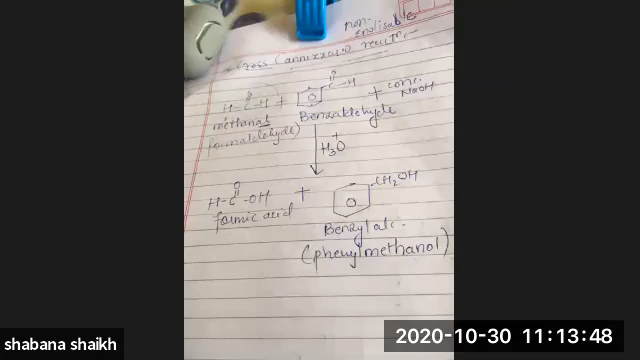 non-
enolisable
Cross Cannizzaro reactn.
O
H-C-H + C-H + conc. NaOH
methanal Benzaldehyde
(formaldehyde)
H3O+
O
H-C-OH + CH2OH
formic acid
Benzylalc.
(phenylmethanol)
shabana shaikh
2020-10-30 11:13:48